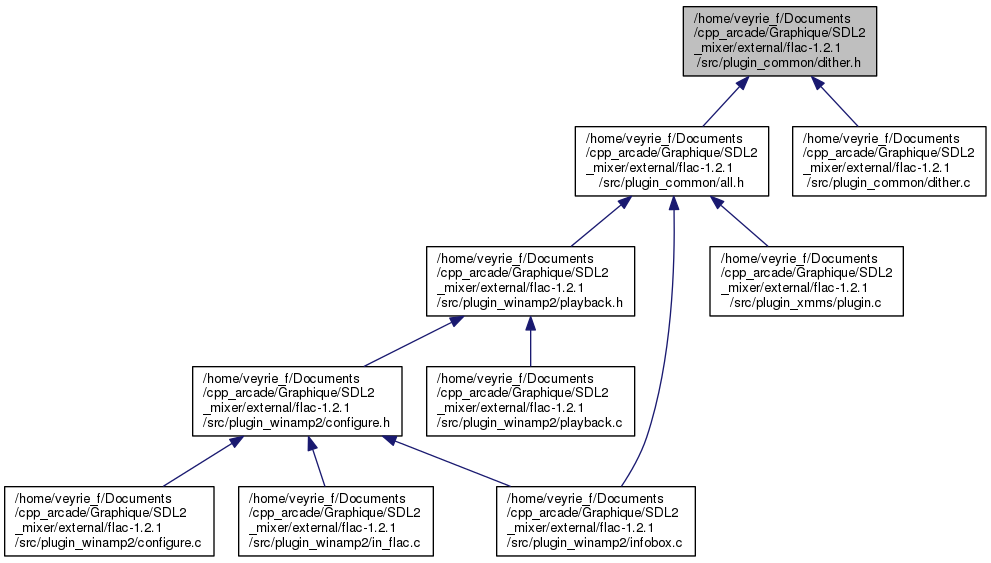 /home/veyrie_f/Documents
/cpp_arcade/Graphique/SDL2
_mixer/external/flac-1.2.1
/src/plugin_common/dither.h
/home/veyrie_f/Documents
/cpp_arcade/Graphique/SDL2
_mixer/external/flac-1.2.1
/src/plugin_common/all.h
/home/veyrie_f/Documents
/cpp_arcade/Graphique/SDL2
_mixer/external/flac-1.2.1
/src/plugin_common/dither.c
/home/veyrie_f/Documents
/cpp_arcade/Graphique/SDL2
_mixer/external/flac-1.2.1
/src/plugin_winamp2/playback.h
/home/veyrie_f/Documents
/cpp_arcade/Graphique/SDL2
_mixer/external/flac-1.2.1
/src/plugin_xmms/plugin.c
/home/veyrie_f/Documents
/cpp_arcade/Graphique/SDL2
_mixer/external/flac-1.2.1
/src/plugin_winamp2/configure.h
/home/veyrie_f/Documents
/cpp_arcade/Graphique/SDL2
_mixer/external/flac-1.2.1
/src/plugin_winamp2/playback.c
/home/veyrie_f/Documents
/cpp_arcade/Graphique/SDL2
_mixer/external/flac-1.2.1
/src/plugin_winamp2/configure.c
/home/veyrie_f/Documents
/cpp_arcade/Graphique/SDL2
_mixer/external/flac-1.2.1
/src/plugin_winamp2/in_flac.c
/home/veyrie_f/Documents
/cpp_arcade/Graphique/SDL2
_mixer/external/flac-1.2.1
/src/plugin_winamp2/infobox.c